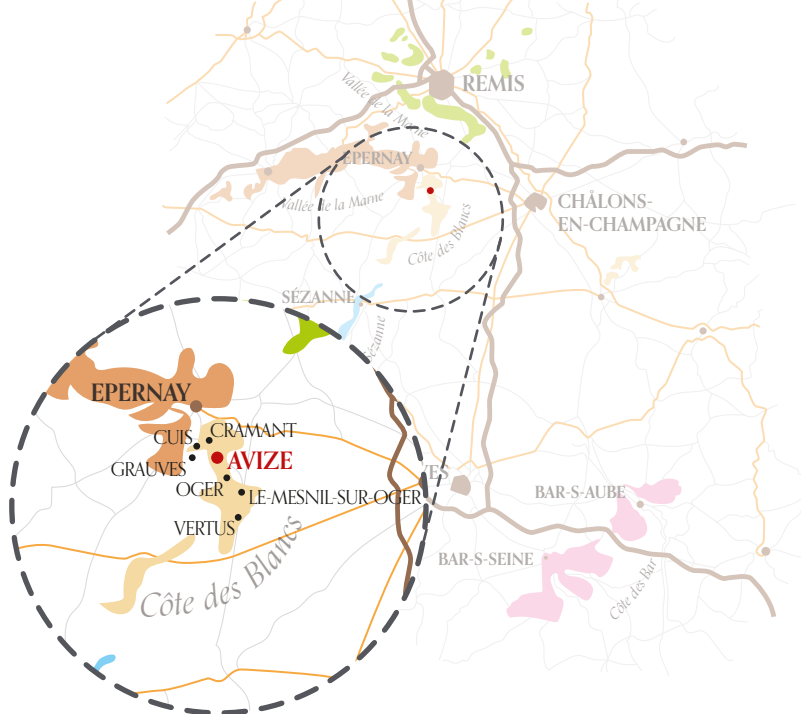 REMIS
Vallée de la Marne
EPERNAY
Vallée de la Marne
CHÂLONS-
EN-CHAMPAGNE
Côte des Blancs
SÉZANNE
Sézanne
EPERNAY
CRAMANT
CUIS
AVIZE
GRAUVES
OGER
LE-MESNIL-SUR-OGER
VERTUS
Côte des Blancs
BAR-S-AUBE
BAR-S-SEINE
Côte des Bar